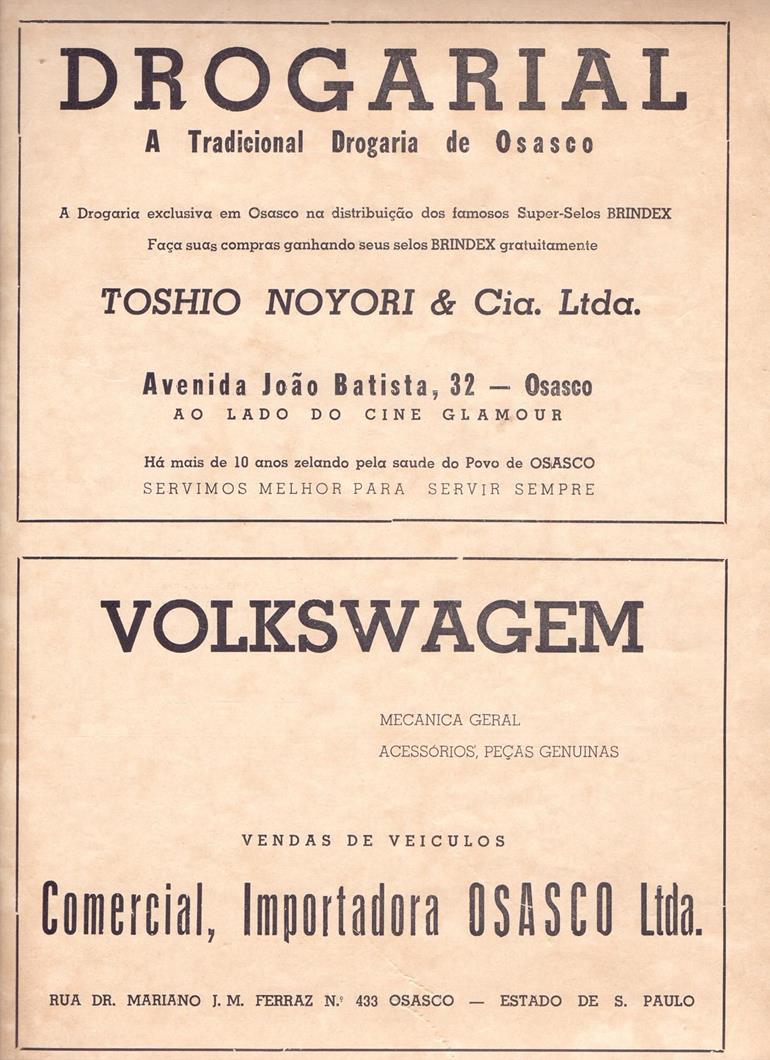 DROGARIAL
A Tradicional Drogaria de Osasco
A Drogaria exclusiva em Osasco na distribuição dos famosos Super-Selos BRINDEX
Faça suas compras ganhando seus selos BRINDEX gratuitamente
TOSHIO NOYORI & Cia. Ltda.
Avenida João Batista, 32 — Osasco
AO LADO DO CINE GLAMOUR
Há mais de 10 anos zelando pela saude do Povo de OSASCO
SERVIMOS MELHOR PARA SERVIR SEMPRE
VOLKSWAGEM
MECANICA GERAL
ACESSÓRIOS, PEÇAS GENUINAS
VENDAS DE VEICULOS
Comercial, Importadora OSASCO Ltda.
RUA DR. MARIANO J. M. FERRAZ N.º 433 OSASCO — ESTADO DE S. PAULO